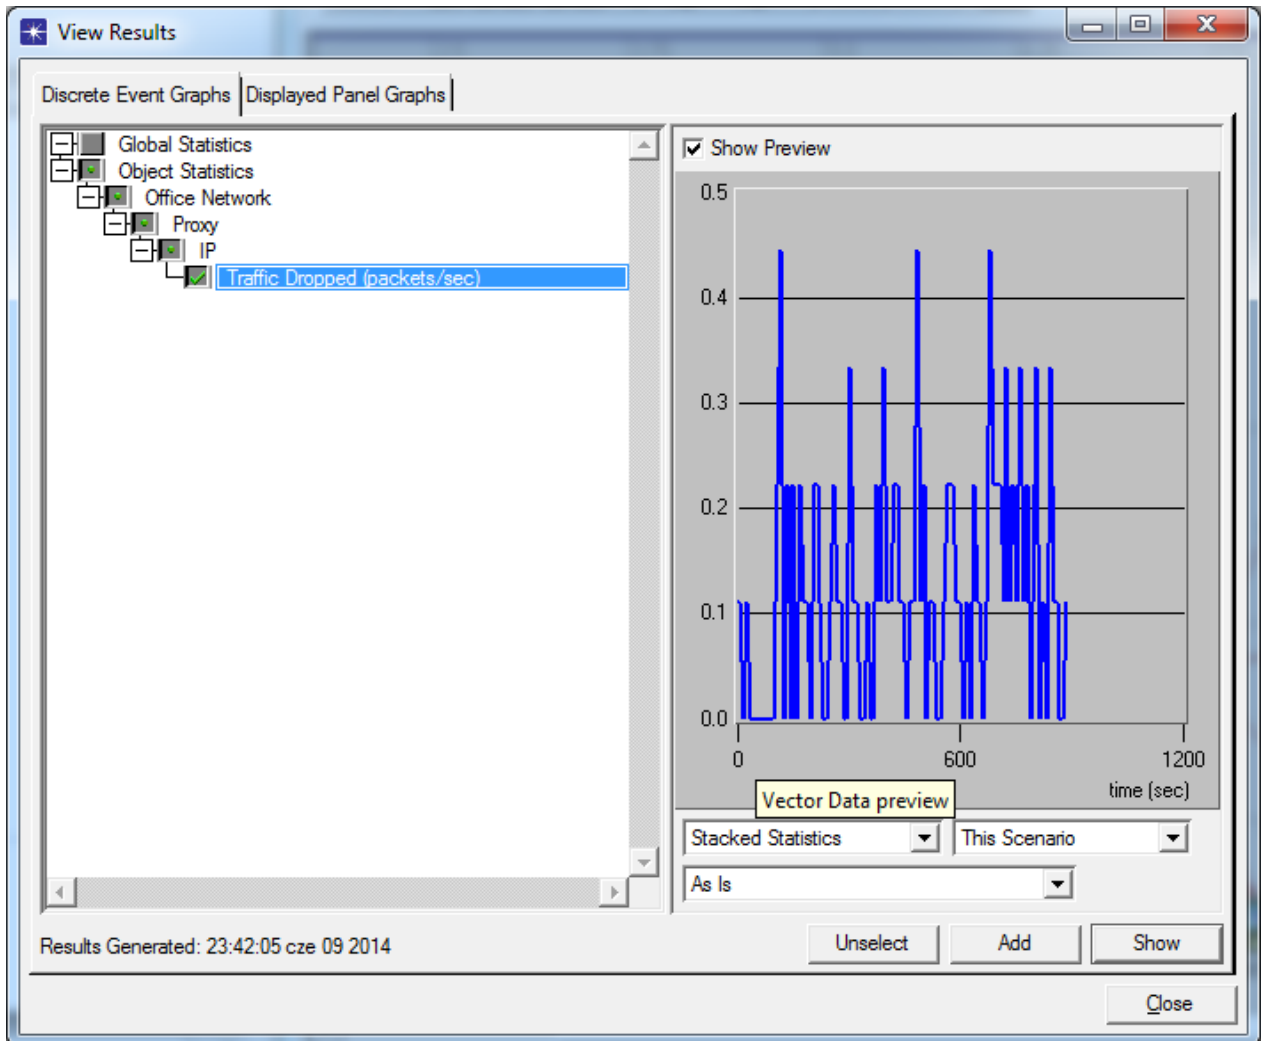 View Results
Discrete Event Graphs Displayed Panel Graphs
Global Statistics
Object Statistics
Office Network
Proxy
IP
Traffic Dropped (packets/sec)
Show Preview
0.5
0.4
0.3
0.2
0.1
0.0
0 600 1200
time (sec)
Vector Data preview
Stacked Statistics This Scenario
As Is
Results Generated: 23:42:05 cze 09 2014
Unselect Add Show
Close